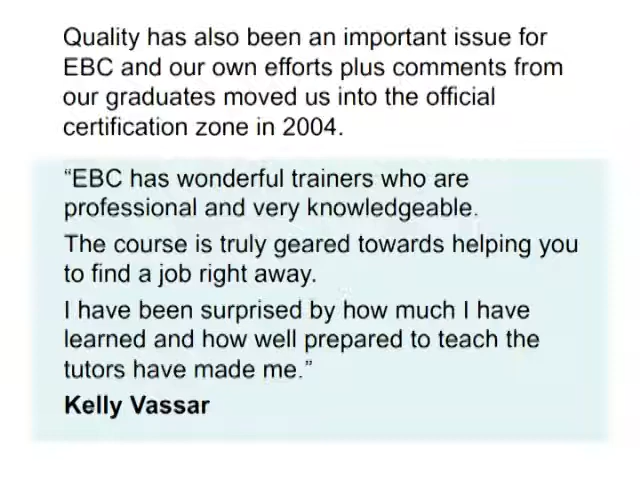 Quality has also been an important issue for
EBC and our own efforts plus comments from
our graduates moved us into the official
certification zone in 2004.
“EBC has wonderful trainers who are
professional and very knowledgeable.
The course is truly geared towards helping you
to find a job right away.
I have been surprised by how much I have
learned and how well prepared to teach the
tutors have made me.”
Kelly Vassar